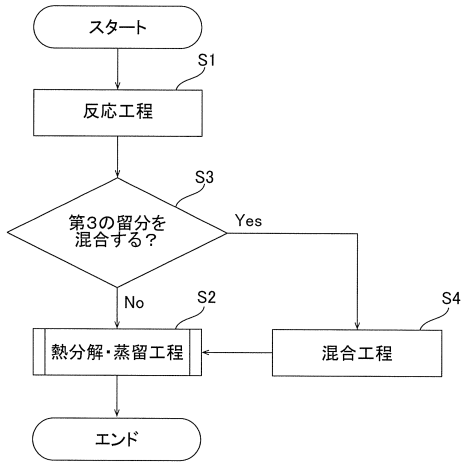 スタート
S1
反応工程
S3
第3の留分を
混合する?
Yes
No
S2
S4
熱分解・蒸留工程
混合工程
エンド